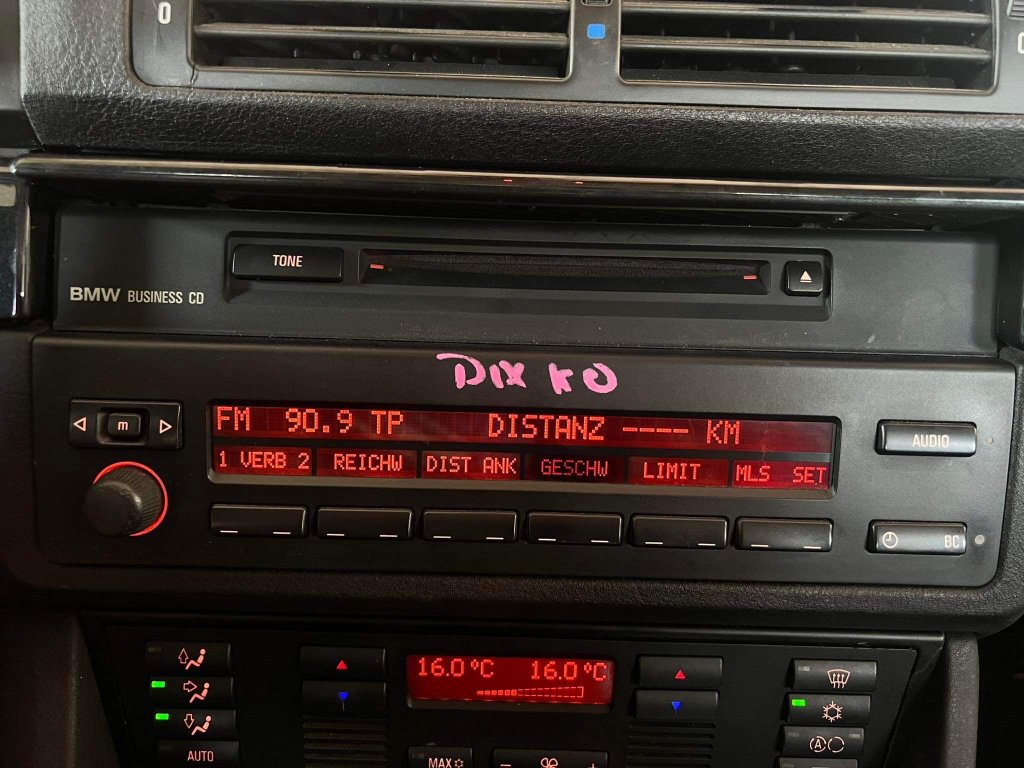 0
TONE
BMW BUSINESS CD
DIX KO
m
FM 90.9 TP DISTANZ ---- KM
1 VERB 2 REICHW DIST ANK GESCHW LIMIT MLS SET
AUDIO
BC
16.0°C 16.0°C
A
AUTO
MAX
- +